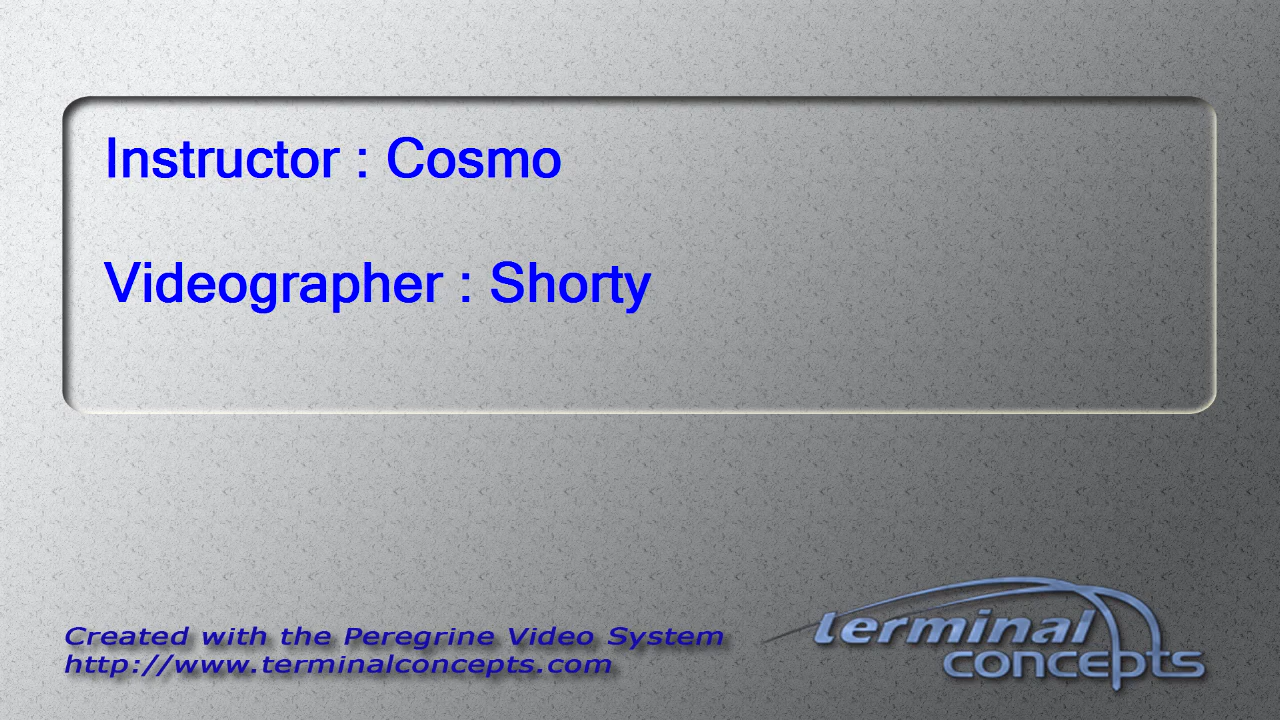 Instructor : Cosmo
Videographer : Shorty
Created with the Peregrine Video System
http://www.terminalconcepts.com
terminal
concepts